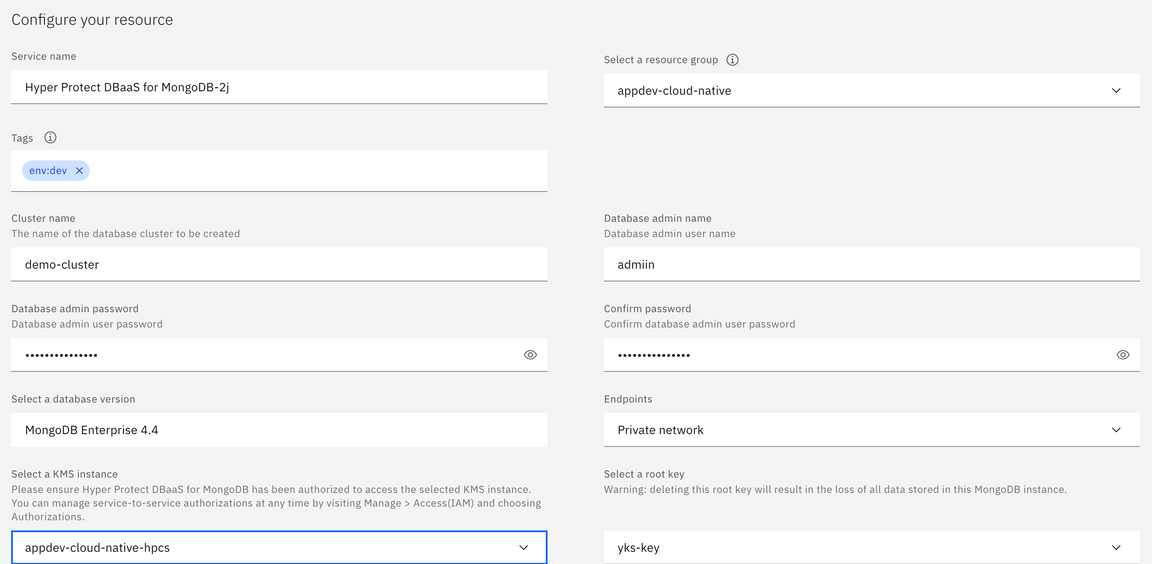 Configure your resource
Service name
Hyper Protect DBaaS for MongoDB-2j
Select a resource group
appdev-cloud-native
Tags
env:dev
Cluster name
The name of the database cluster to be created
demo-cluster
Database admin name
Database admin user name
admiin
Database admin password
Database admin user password
•••••••••••••••
Confirm password
Confirm database admin user password
•••••••••••••••
Select a database version
MongoDB Enterprise 4.4
Endpoints
Private network
Select a KMS instance
Please ensure Hyper Protect DBaaS for MongoDB has been authorized to access the selected KMS instance.
You can manage service-to-service authorizations at any time by visiting Manage > Access(IAM) and choosing
Authorizations.
appdev-cloud-native-hpcs
Select a root key
Warning: deleting this root key will result in the loss of all data stored in this MongoDB instance.
yks-key